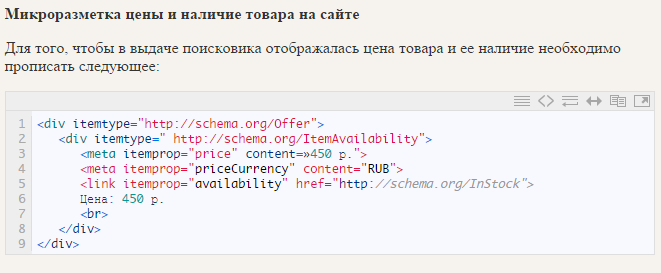 Микроразметка цены и наличие товара на сайте
Для того, чтобы в выдаче поисковика отображалась цена товара и ее наличие необходимо
прописать следующее:
1 <div itemtype="http://schema.org/Offer">
2 <div itemtype=" http://schema.org/ItemAvailability">
3 <meta itemprop="price" content=»450 р.">
4 <meta itemprop="priceCurrency" content="RUB">
5 <link itemprop="availability" href="http://schema.org/InStock">
6 Цена: 450 р.
7 <br>
8 </div>
9 </div>